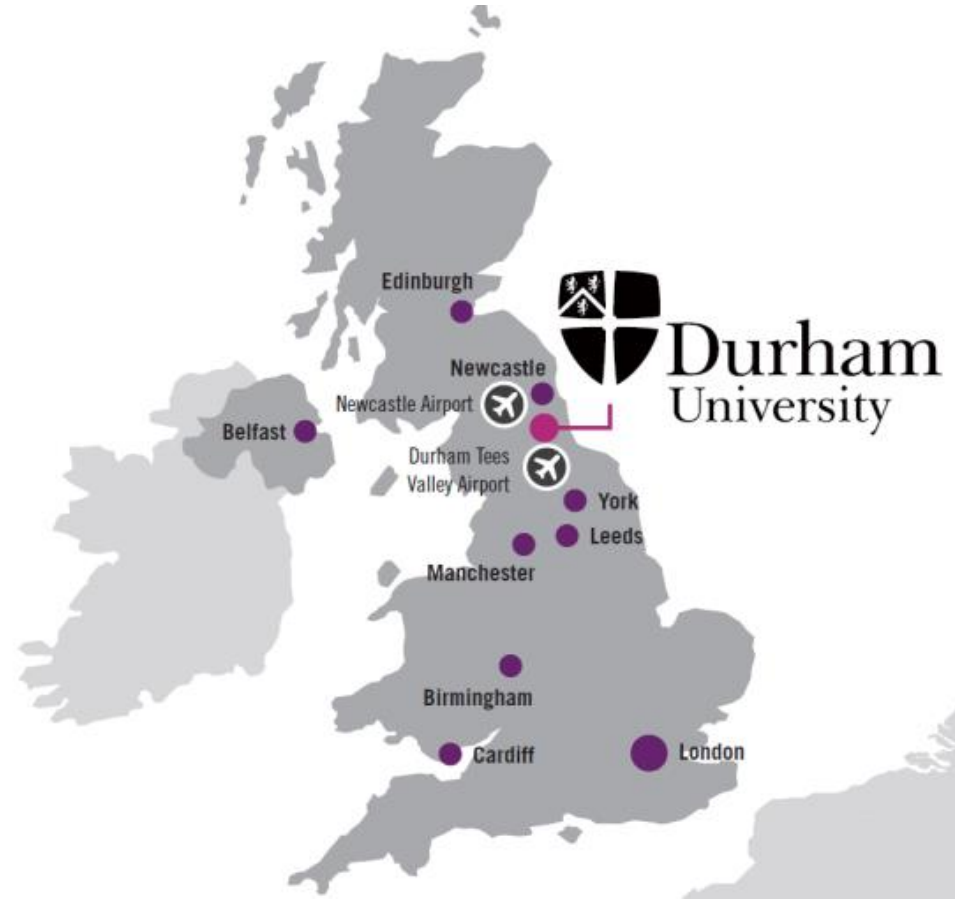 Edinburgh
Durham
University
Newcastle
Newcastle Airport
Belfast
Durham Tees
Valley Airport
York
Leeds
Manchester
Birmingham
Cardiff
London